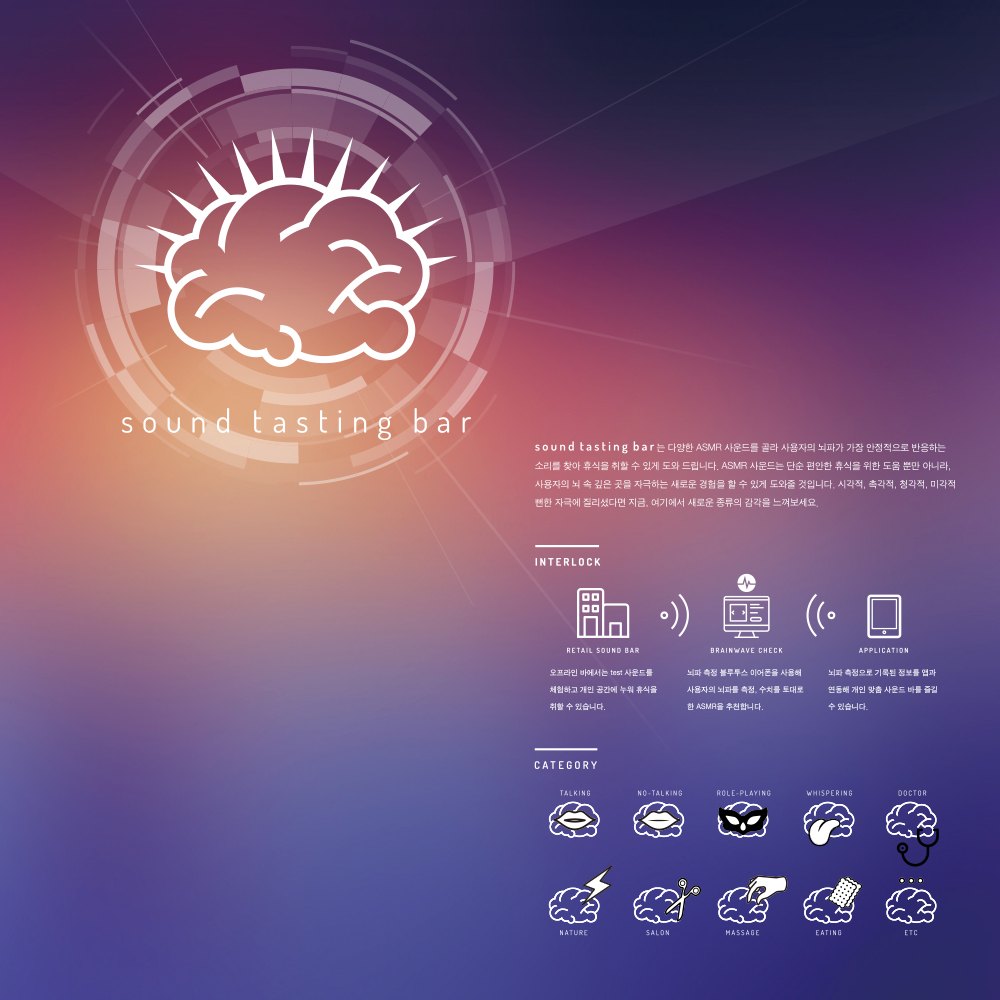 sound tasting bar
sound tasting bar는 다양한 ASMR 사운드를 골라 사용자의 뇌파가 가장 안정적으로 반응하는
소리를 찾아 휴식을 취할 수 있게 도와 드립니다. ASMR 사운드는 단순 편안한 휴식을 위한 도움 뿐만 아니라,
사용자의 뇌 속 깊은 곳을 자극하는 새로운 경험을 할 수 있게 도와줄 것입니다. 시각적, 촉각적, 청각적, 미각적
뻔한 자극에 질리셨다면 지금, 여기에서 새로운 종류의 감각을 느껴보세요.
INTERLOCK
RETAIL SOUND BAR
오프라인 바에서는 test 사운드를
체험하고 개인 공간에 누워 휴식을
취할 수 있습니다.
BRAINWAVE CHECK
뇌파 측정 블루투스 이어폰을 사용해
사용자의 뇌파를 측정, 수치를 토대로
한 ASMR을 추천합니다.
APPLICATION
뇌파 측정으로 기록된 정보를 앱과
연동해 개인 맞춤 사운드 바를 즐길
수 있습니다.
CATEGORY
TALKING
NO-TALKING
ROLE-PLAYING
WHISPERING
DOCTOR
NATURE
SALON
MASSAGE
EATING
ETC